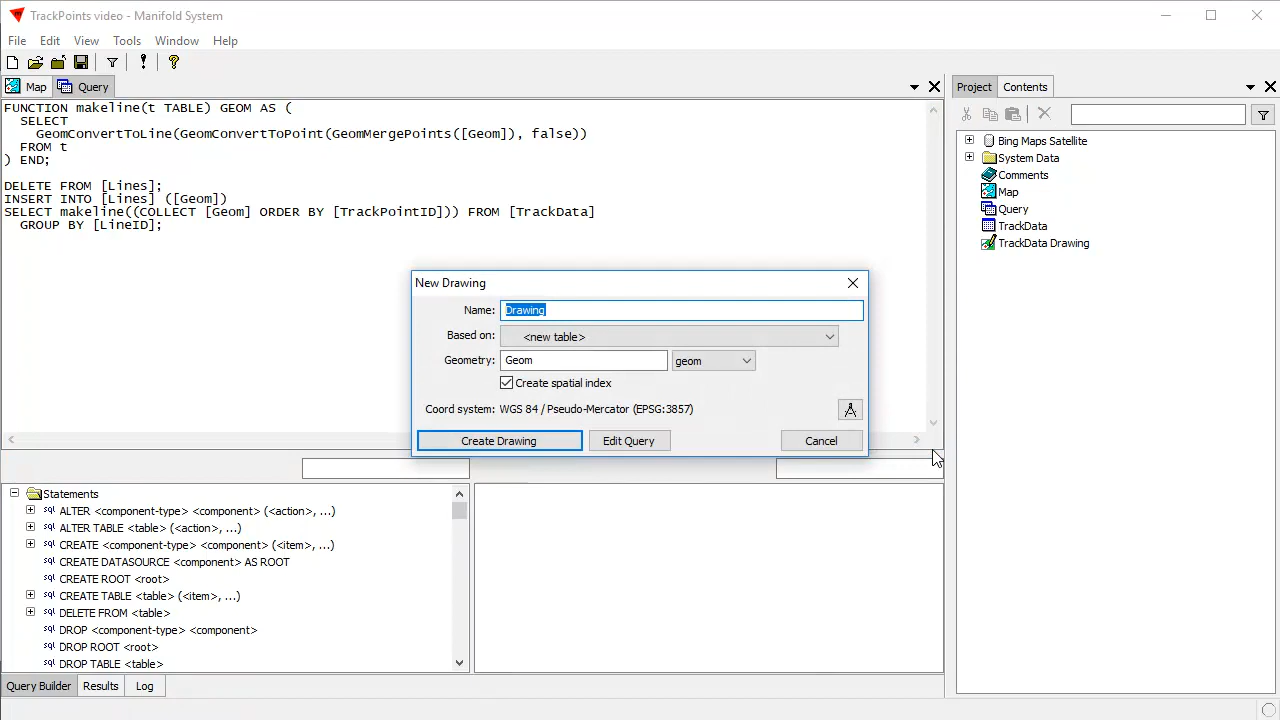 TrackPoints video - Manifold System
File Edit View Tools Window Help
Map Query
Project Contents
FUNCTION makeline(t TABLE) GEOM AS (
SELECT
GeomConvertToLine(GeomConvertToPoint(GeomMergePoints([Geom]), false))
FROM t
) END;
DELETE FROM [Lines];
INSERT INTO [Lines] ([Geom])
SELECT makeline((COLLECT [Geom] ORDER BY [TrackPointID])) FROM [TrackData]
GROUP BY [LineID];
Bing Maps Satellite
System Data
Comments
Map
Query
TrackData
TrackData Drawing
New Drawing
Name: Drawing
Based on: <new table>
Geometry: Geom geom
Create spatial index
Coord system: WGS 84 / Pseudo-Mercator (EPSG:3857)
Create Drawing Edit Query Cancel
Statements
ALTER <component-type> <component> (<action>, ...)
ALTER TABLE <table> (<action>, ...)
CREATE <component-type> <component> (<item>, ...)
CREATE DATASOURCE <component> AS ROOT
CREATE ROOT <root>
CREATE TABLE <table> (<item>, ...)
DELETE FROM <table>
DROP <component-type> <component>
DROP ROOT <root>
DROP TABLE <table>
Query Builder Results Log